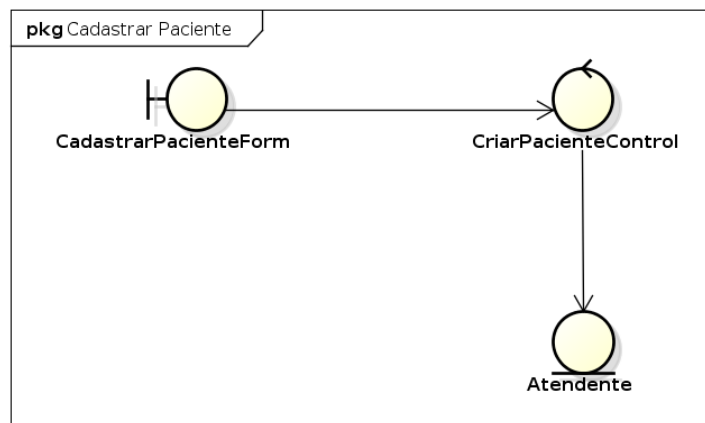 pkg Cadastrar Paciente
CadastrarPacienteForm
CriarPacienteControl
Atendente